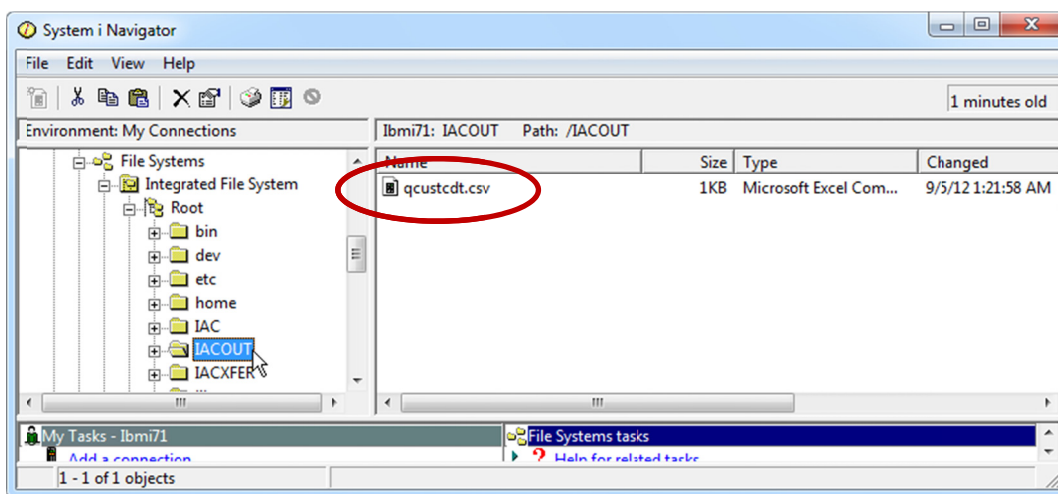 System i Navigator
File Edit View Help
1 minutes old
Environment: My Connections
Ibmi71: IACOUT Path: /IACOUT
File Systems
Integrated File System
Root
bin
dev
etc
home
IAC
IACOUT
IACXFER
Name Size Type Changed
qcustcdt.csv 1KB Microsoft Excel Com... 9/5/12 1:21:58 AM
My Tasks - Ibmi71
Add a connection
File Systems tasks
Help for related tasks
1 - 1 of 1 objects